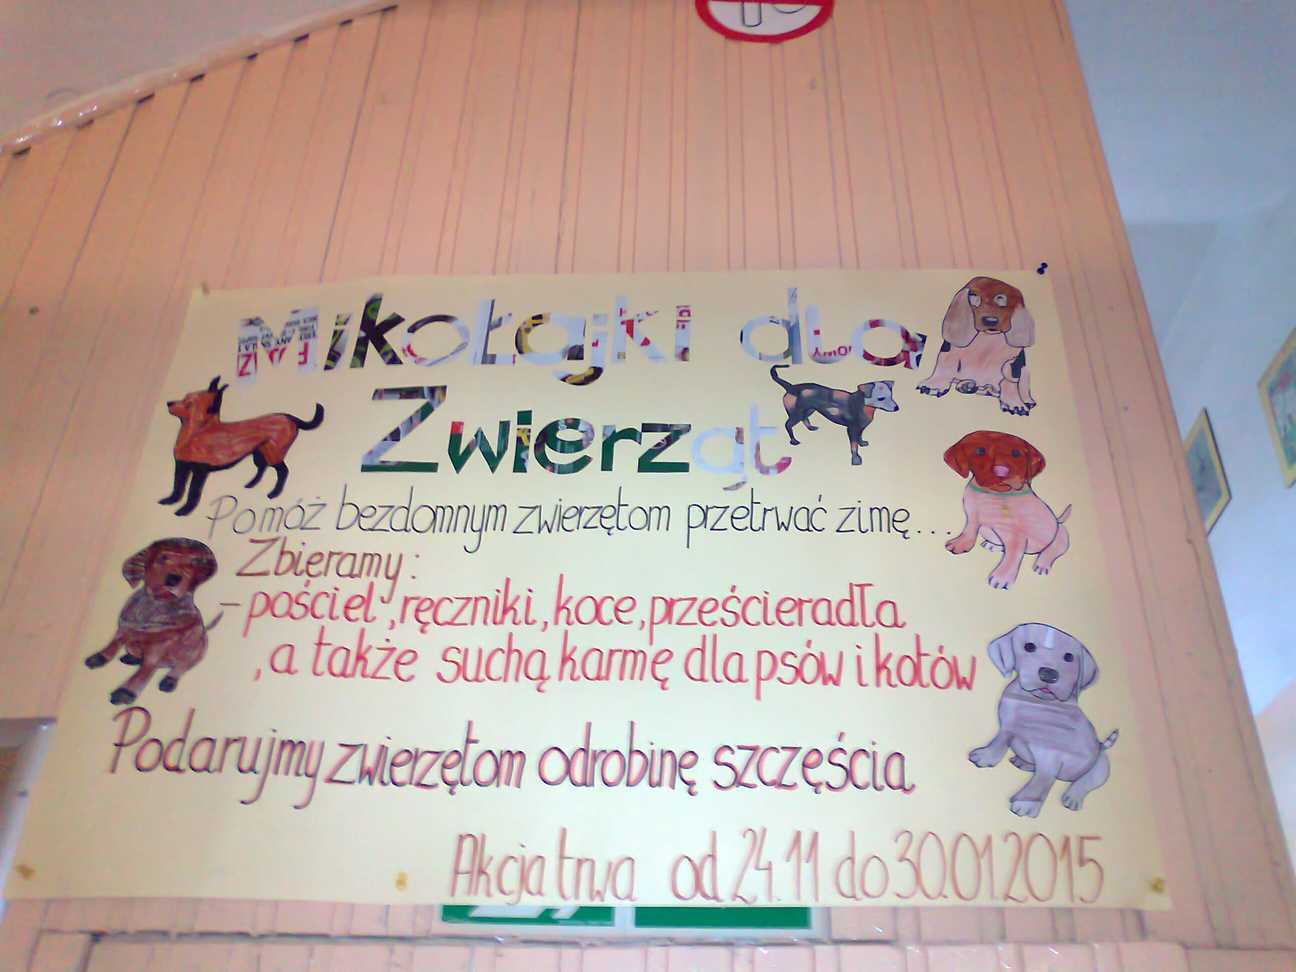 Mikołajki dla
Zwierząt
Pomóż bezdomnym zwierzętom przetrwać zimę...
Zbieramy:
- pościel, ręczniki, koce, prześcieradła
, a także suchą karmę dla psów i kotów
Podarujmy zwierzętom odrobinę szczęścia
Akcja trwa od 24.11 do 30.01.2015